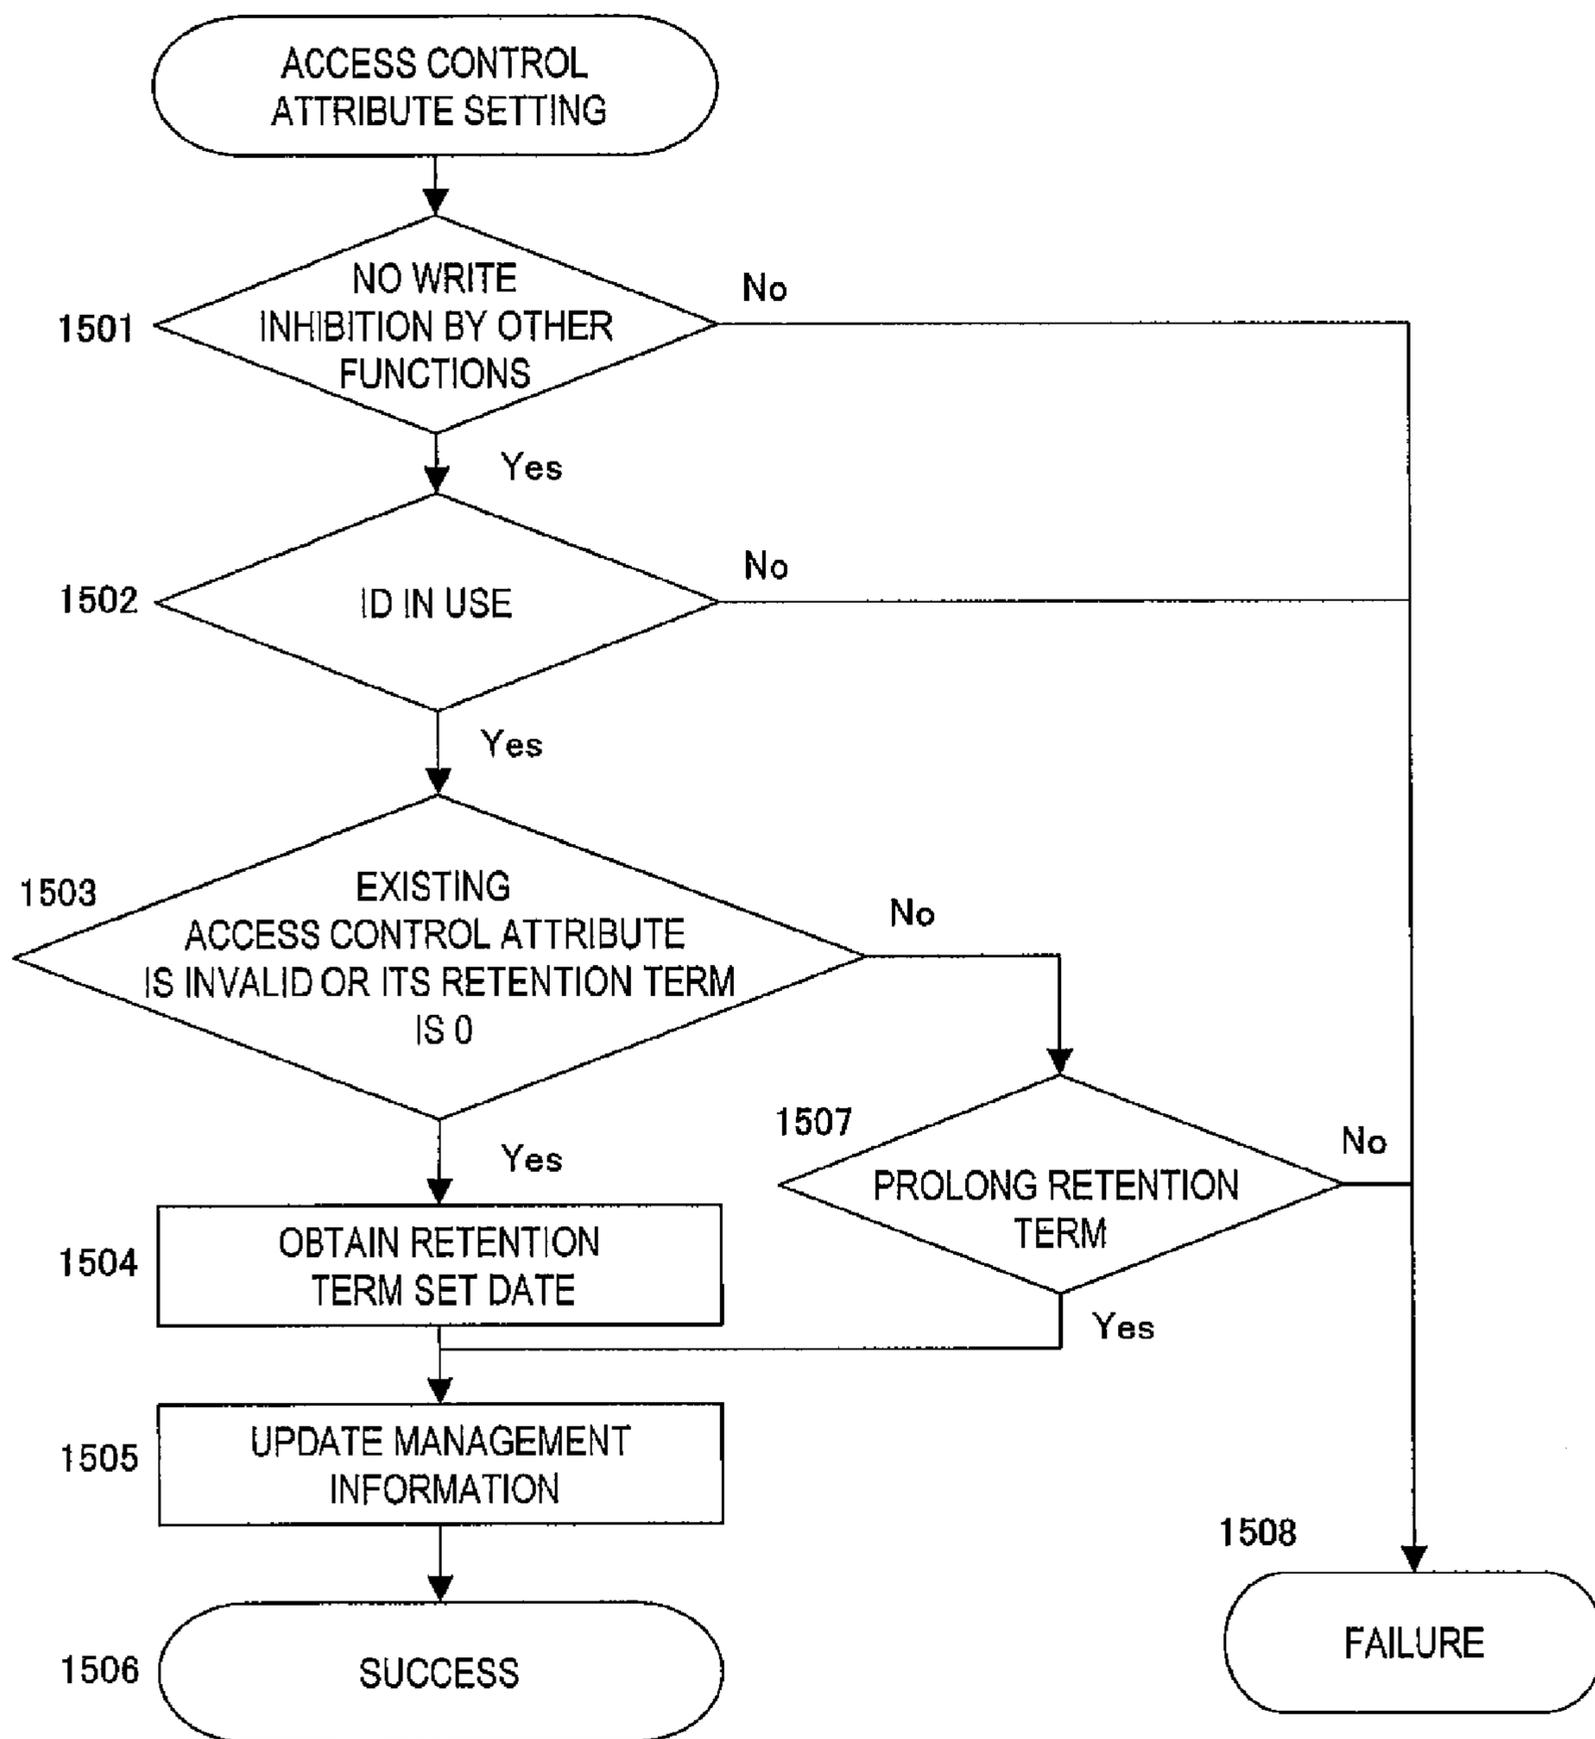 ACCESS CONTROL
ATTRIBUTE SETTING
NO WRITE
INHIBITION BY OTHER
FUNCTIONS
No
1501
Yes
ID IN USE
No
1502
Yes
1503
EXISTING
ACCESS CONTROL ATTRIBUTE
IS INVALID OR ITS RETENTION TERM
IS 0
No
Yes
1507
PROLONG RETENTION
TERM
No
Yes
1504
OBTAIN RETENTION
TERM SET DATE
1505
UPDATE MANAGEMENT
INFORMATION
1506
SUCCESS
1508
FAILURE